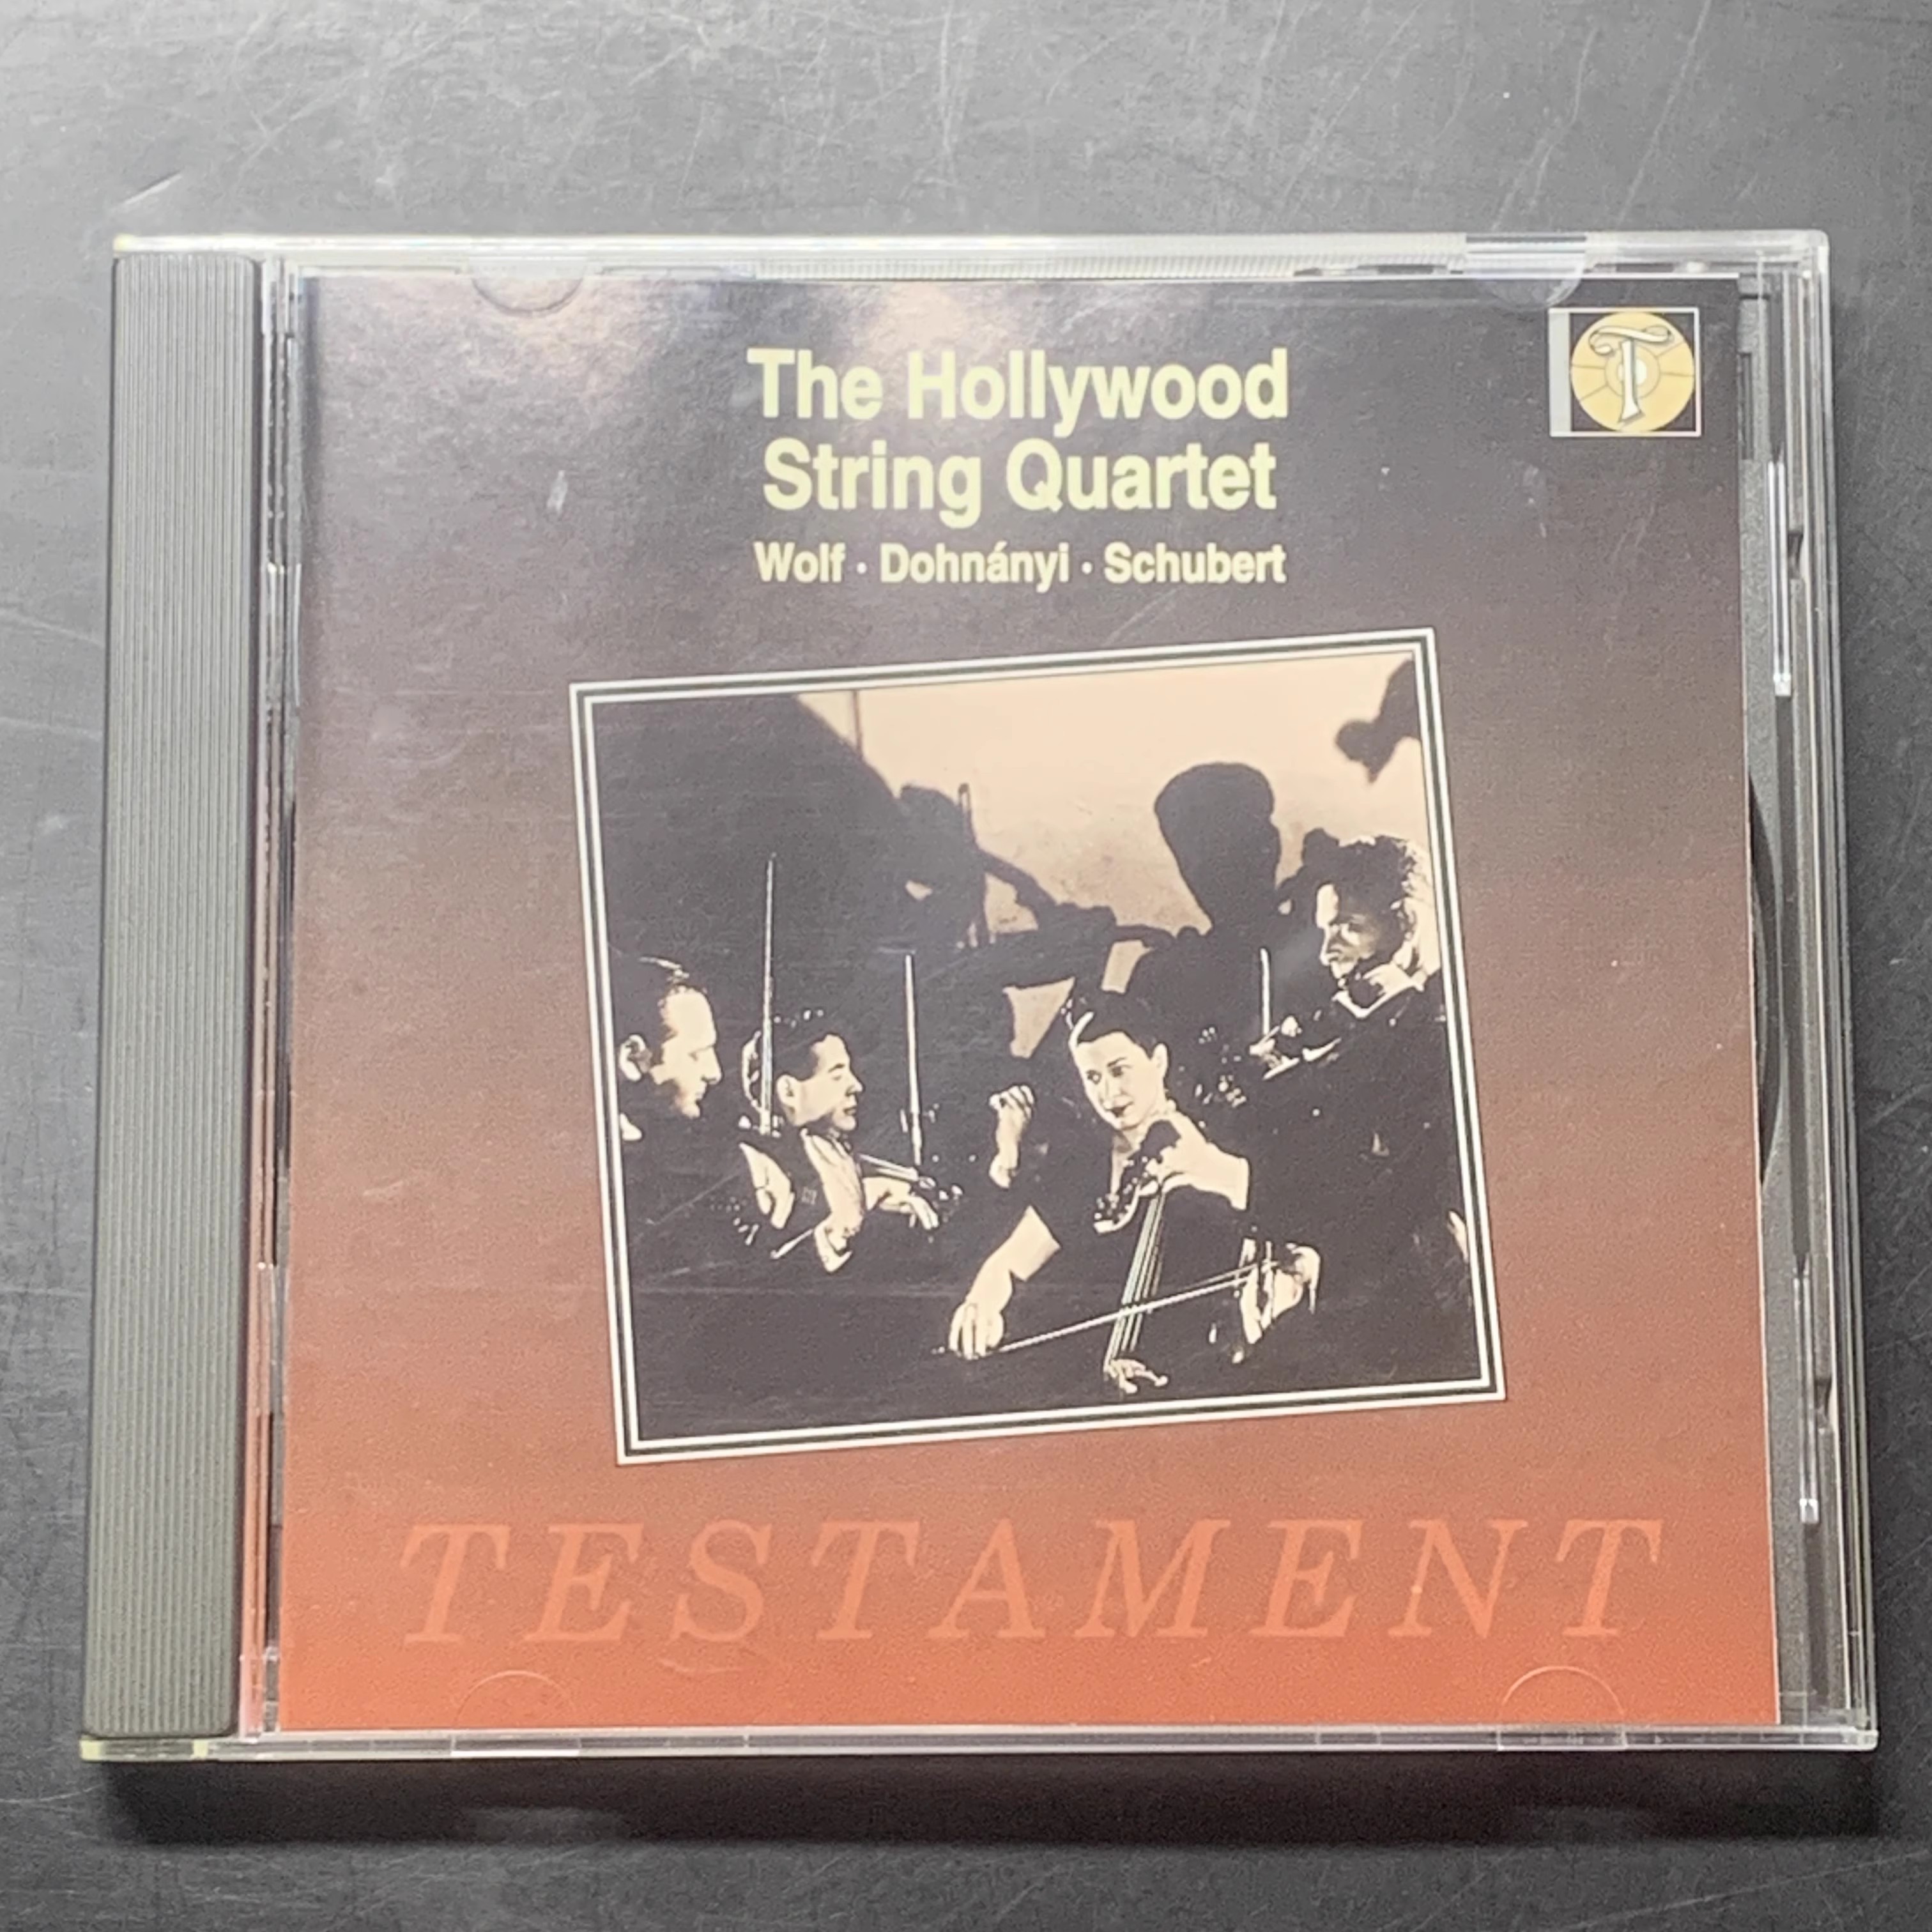 The Hollywood
String Quartet
Wolf · Dohnányi · Schubert
T
TESTAMENT